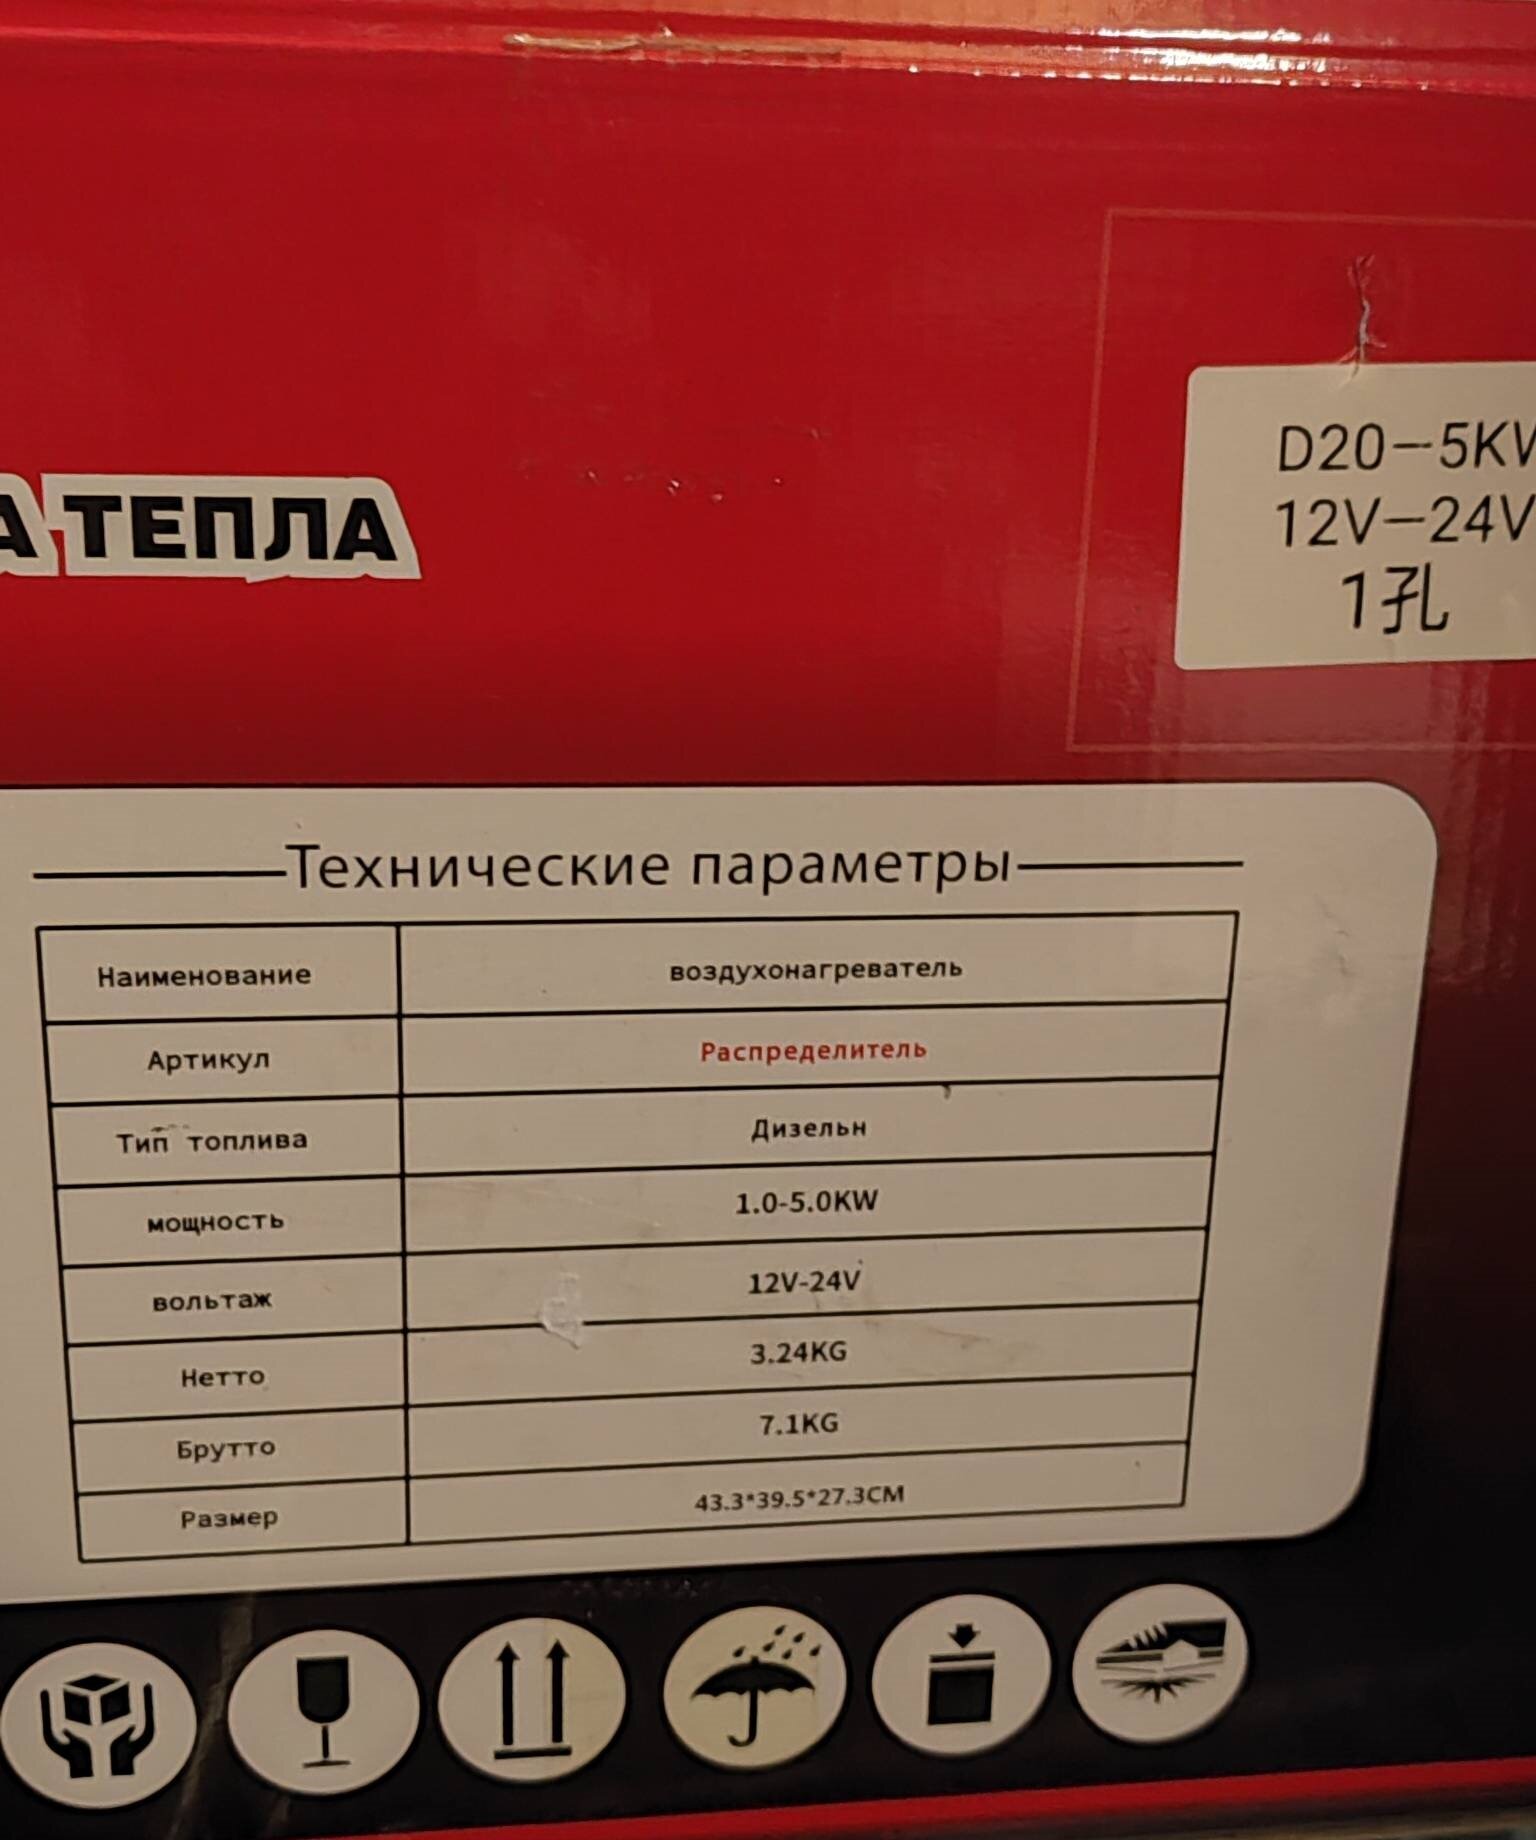 А ТЕПЛА
D20-5KW
12V-24V
1孔
Технические параметры
Наименование воздухонагреватель
Артикул Распределитель
Тип топлива Дизельн
мощность 1.0-5.0KW
вольтаж 12V-24V
Нетто 3.24KG
Брутто 7.1KG
Размер 43.3*39.5*27.3CM